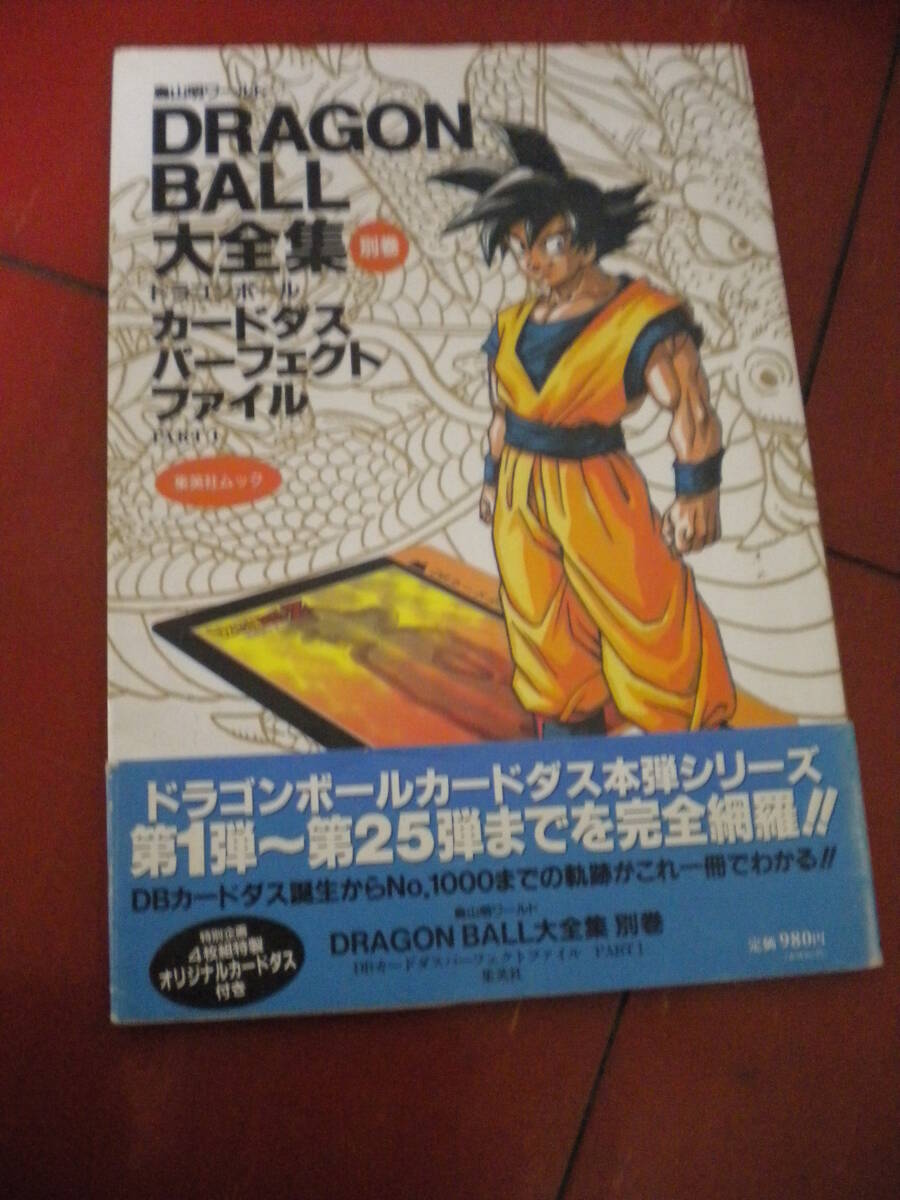 鳥山明ワールド
DRAGON
BALL
大全集 別巻
ドラゴンボール
カードダス
パーフェクト
ファイル
PART 1
集英社ムック
ドラゴンボールカードダス本弾シリーズ
第1弾～第25弾までを完全網羅!!
DBカードダス誕生からNo.1000までの軌跡がこれ一冊でわかる!!
特別企画
4枚組特製
オリジナルカードダス
付き
鳥山明ワールド
DRAGON BALL大全集 別巻
DBカードダスパーフェクトファイル PART 1
集英社
定価 980円